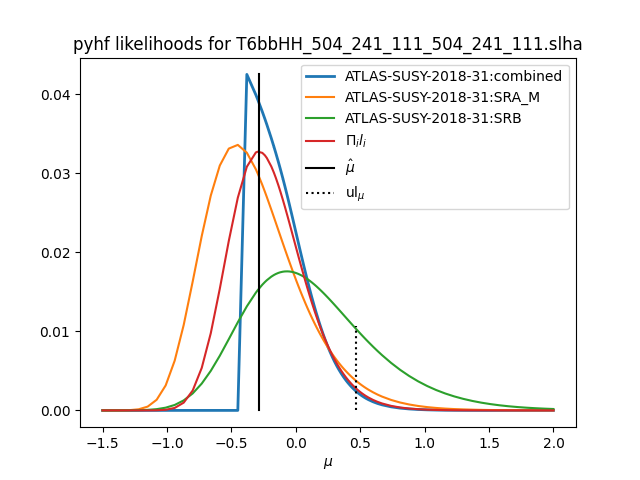 pyhf likelihoods for T6bbHH_504_241_111_504_241_111.slha
ATLAS-SUSY-2018-31:combined
ATLAS-SUSY-2018-31:SRA_M
ATLAS-SUSY-2018-31:SRB
Π_i l_i
μ̂
ul_μ
0.04
0.03
0.02
0.01
0.00
−1.5 −1.0 −0.5 0.0 0.5 1.0 1.5 2.0
μ